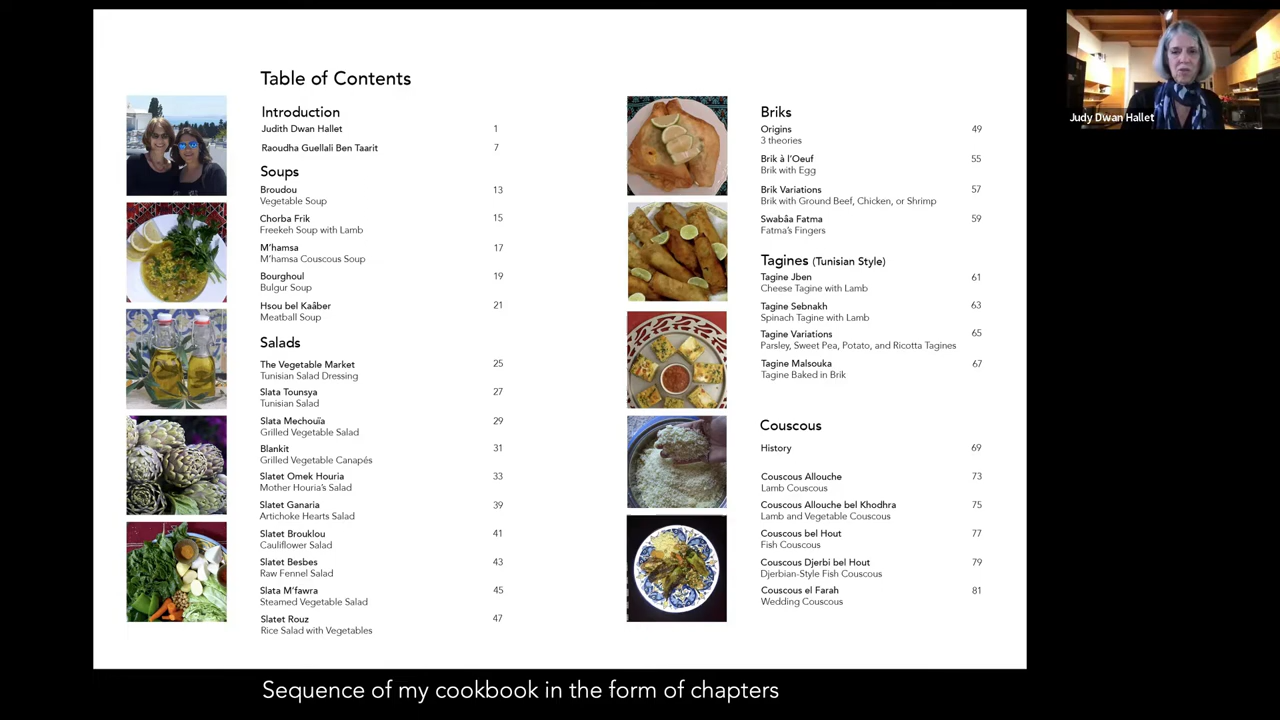 Table of Contents
Introduction
Judith Dwan Hallet 1
Raoudha Guellali Ben Taarit 7
Soups
Broudou 13
Vegetable Soup
Chorba Frik 15
Freekeh Soup with Lamb
M'hamsa 17
M'hamsa Couscous Soup
Bourghoul 19
Bulgur Soup
Hsou bel Kaâber 21
Meatball Soup
Salads
The Vegetable Market 25
Tunisian Salad Dressing
Slata Tounsya 27
Tunisian Salad
Slata Mechouïa 29
Grilled Vegetable Salad
Blankit 31
Grilled Vegetable Canapés
Slatet Omek Houria 33
Mother Houria's Salad
Slatet Ganaria 39
Artichoke Hearts Salad
Slatet Brouklou 41
Cauliflower Salad
Slatet Besbes 43
Raw Fennel Salad
Slata M'fawra 45
Steamed Vegetable Salad
Slatet Rouz 47
Rice Salad with Vegetables
Briks
Origins 49
3 theories
Brik à l'Oeuf 55
Brik with Egg
Brik Variations 57
Brik with Ground Beef, Chicken, or Shrimp
Swabâa Fatma 59
Fatma's Fingers
Tagines (Tunisian Style)
Tagine Jben 61
Cheese Tagine with Lamb
Tagine Sebnakh 63
Spinach Tagine with Lamb
Tagine Variations 65
Parsley, Sweet Pea, Potato, and Ricotta Tagines
Tagine Malsouka 67
Tagine Baked in Brik
Couscous
History 69
Couscous Allouche 73
Lamb Couscous
Couscous Allouche bel Khodhra 75
Lamb and Vegetable Couscous
Couscous bel Hout 77
Fish Couscous
Couscous Djerbi bel Hout 79
Djerbian-Style Fish Couscous
Couscous el Farah 81
Wedding Couscous
Sequence of my cookbook in the form of chapters
Judy Dwan Hallet